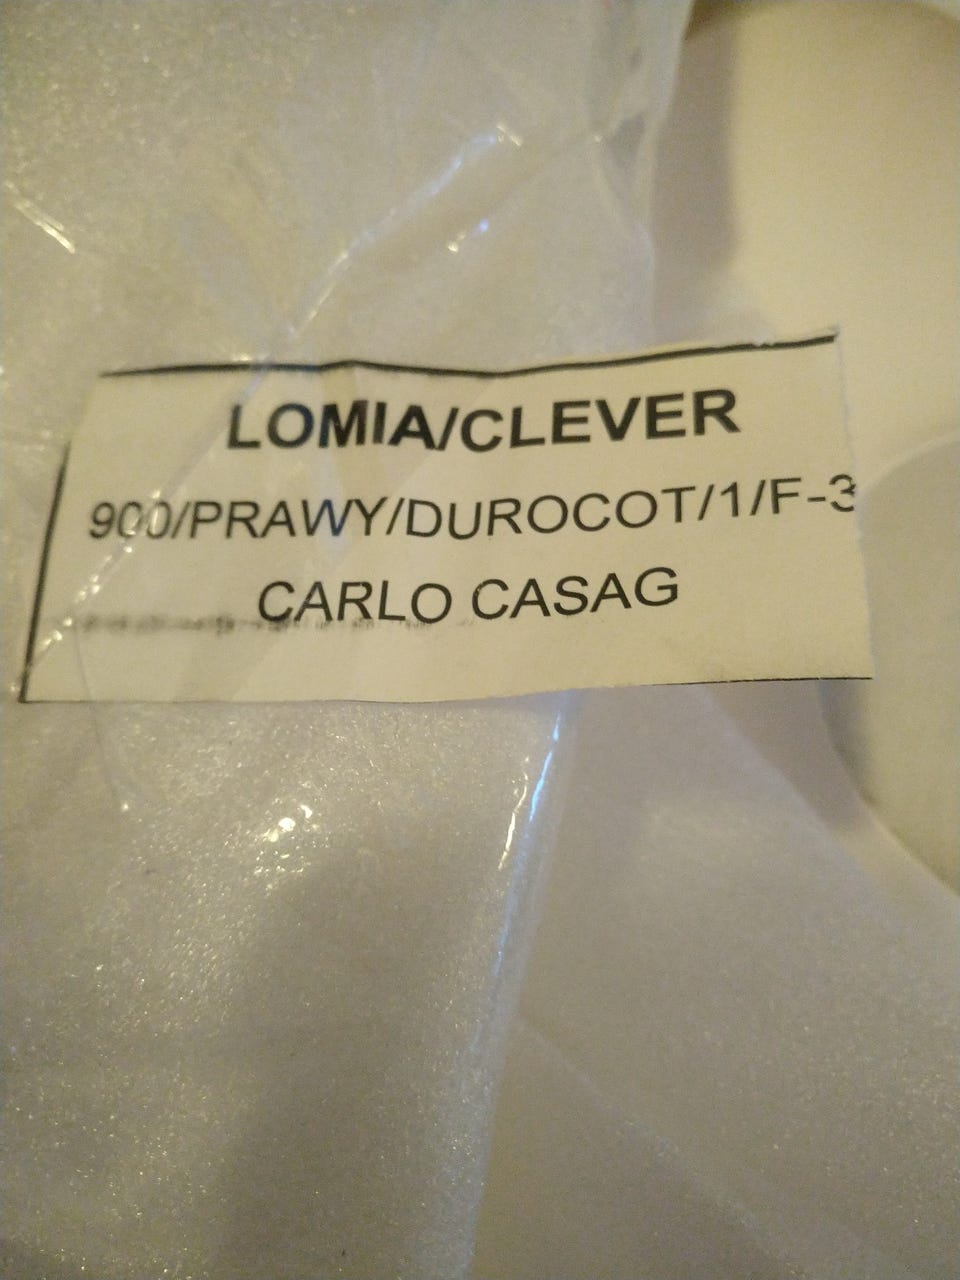 LOMIA/CLEVER
900/PRAWY/DUROCOT/1/F-3
CARLO CASAG